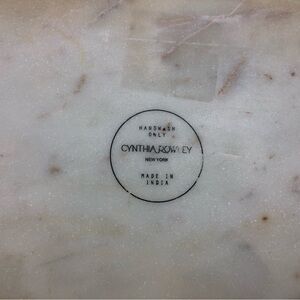 HANDWASH
ONLY
CYNTHIA ROWLEY
NEW YORK
MADE IN
INDIA